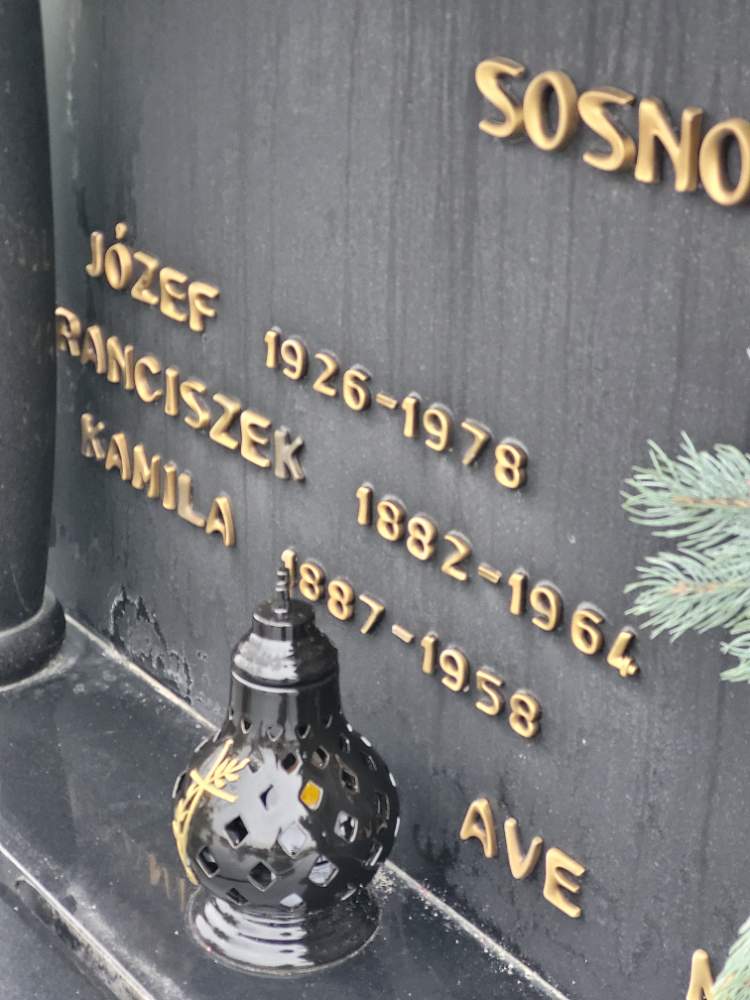 SOSNO
JÓZEF 1926-1978
RANCISZEK 1882-1964
KAMILA 1887-1958
AVE